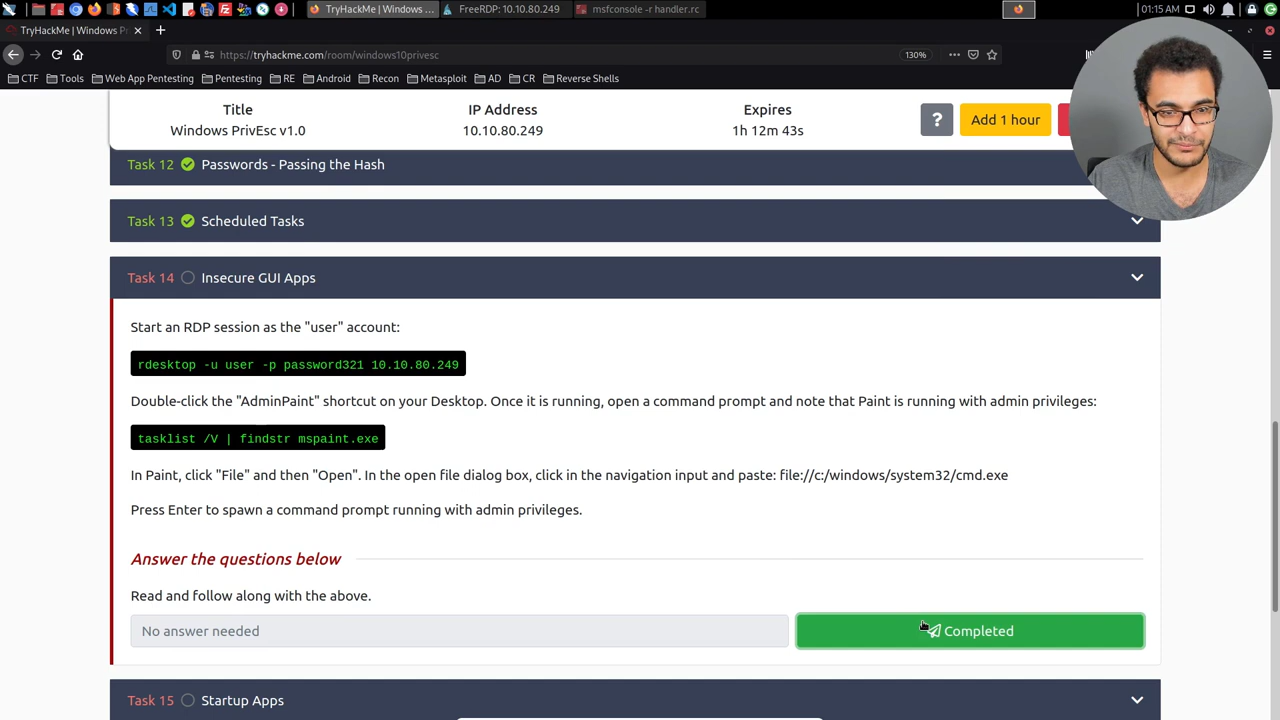 TryHackMe | Windows ...
FreeRDP: 10.10.80.249
msfconsole -r handler.rc
01:15 AM
TryHackMe | Windows P
https://tryhackme.com/room/windows10privesc
130%
CTF
Tools
Web App Pentesting
Pentesting
RE
Android
Recon
Metasploit
AD
CR
Reverse Shells
Title
IP Address
Expires
Windows PrivEsc v1.0
10.10.80.249
1h 12m 43s
?
Add 1 hour
Task 12 Passwords - Passing the Hash
Task 13 Scheduled Tasks
Task 14 Insecure GUI Apps
Start an RDP session as the "user" account:
rdesktop -u user -p password321 10.10.80.249
Double-click the "AdminPaint" shortcut on your Desktop. Once it is running, open a command prompt and note that Paint is running with admin privileges:
tasklist /V | findstr mspaint.exe
In Paint, click "File" and then "Open". In the open file dialog box, click in the navigation input and paste: file://c:/windows/system32/cmd.exe
Press Enter to spawn a command prompt running with admin privileges.
Answer the questions below
Read and follow along with the above.
No answer needed
Completed
Task 15 Startup Apps